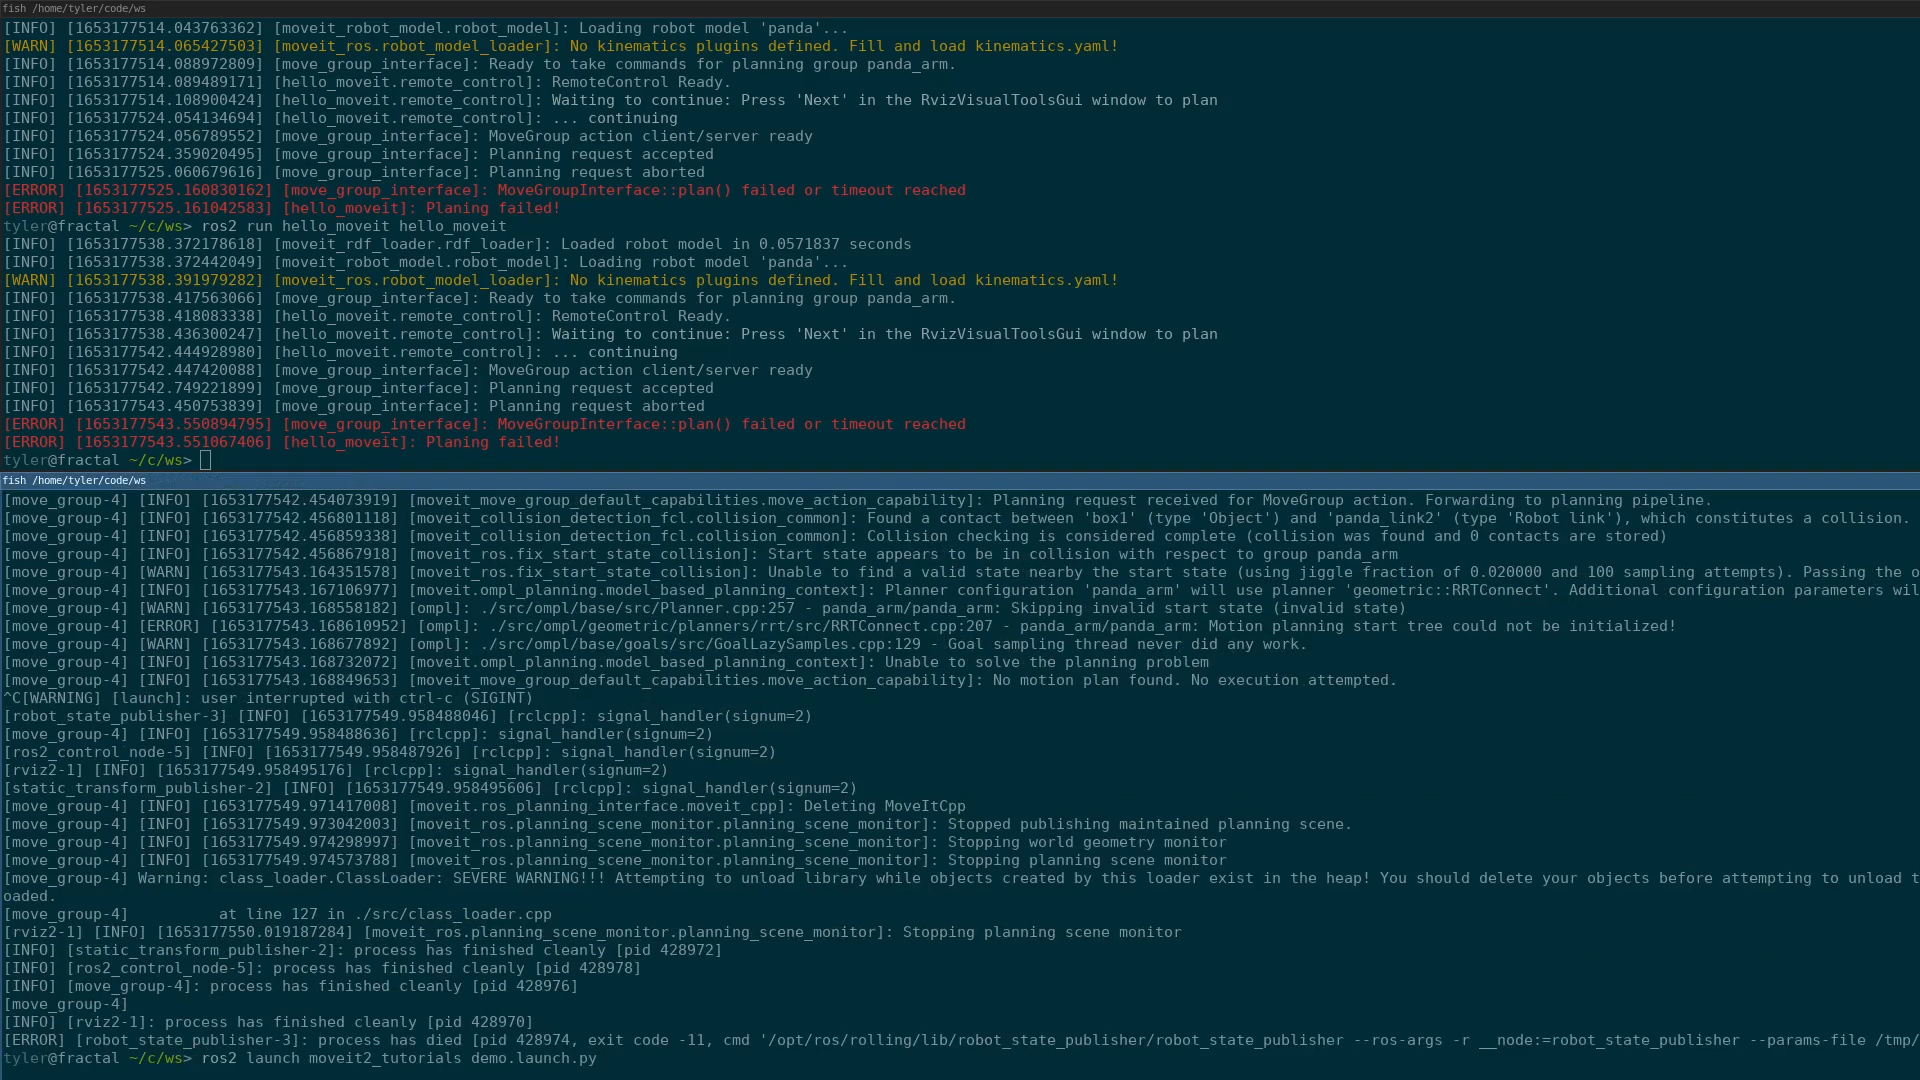 fish /home/tyler/code/ws
[INFO] [1653177514.043763362] [moveit_robot_model.robot_model]: Loading robot model 'panda'...
[WARN] [1653177514.065427503] [moveit_ros.robot_model_loader]: No kinematics plugins defined. Fill and load kinematics.yaml!
[INFO] [1653177514.088972809] [move_group_interface]: Ready to take commands for planning group panda_arm.
[INFO] [1653177514.089489171] [hello_moveit.remote_control]: RemoteControl Ready.
[INFO] [1653177514.108900424] [hello_moveit.remote_control]: Waiting to continue: Press 'Next' in the RvizVisualToolsGui window to plan
[INFO] [1653177524.054134694] [hello_moveit.remote_control]: ... continuing
[INFO] [1653177524.056789552] [move_group_interface]: MoveGroup action client/server ready
[INFO] [1653177524.359020495] [move_group_interface]: Planning request accepted
[INFO] [1653177525.060679616] [move_group_interface]: Planning request aborted
[ERROR] [1653177525.160830162] [move_group_interface]: MoveGroupInterface::plan() failed or timeout reached
[ERROR] [1653177525.161042583] [hello_moveit]: Planing failed!
tyler@fractal ~/c/ws> ros2 run hello_moveit hello_moveit
[INFO] [1653177538.372178618] [moveit_rdf_loader.rdf_loader]: Loaded robot model in 0.0571837 seconds
[INFO] [1653177538.372442049] [moveit_robot_model.robot_model]: Loading robot model 'panda'...
[WARN] [1653177538.391979282] [moveit_ros.robot_model_loader]: No kinematics plugins defined. Fill and load kinematics.yaml!
[INFO] [1653177538.417563066] [move_group_interface]: Ready to take commands for planning group panda_arm.
[INFO] [1653177538.418083338] [hello_moveit.remote_control]: RemoteControl Ready.
[INFO] [1653177538.436300247] [hello_moveit.remote_control]: Waiting to continue: Press 'Next' in the RvizVisualToolsGui window to plan
[INFO] [1653177542.444928980] [hello_moveit.remote_control]: ... continuing
[INFO] [1653177542.447420088] [move_group_interface]: MoveGroup action client/server ready
[INFO] [1653177542.749221899] [move_group_interface]: Planning request accepted
[INFO] [1653177543.450753839] [move_group_interface]: Planning request aborted
[ERROR] [1653177543.550894795] [move_group_interface]: MoveGroupInterface::plan() failed or timeout reached
[ERROR] [1653177543.551067406] [hello_moveit]: Planing failed!
tyler@fractal ~/c/ws>
fish /home/tyler/code/ws
[move_group-4] [INFO] [1653177542.454073919] [moveit_move_group_default_capabilities.move_action_capability]: Planning request received for MoveGroup action. Forwarding to planning pipeline.
[move_group-4] [INFO] [1653177542.456801118] [moveit_collision_detection_fcl.collision_common]: Found a contact between 'box1' (type 'Object') and 'panda_link2' (type 'Robot link'), which constitutes a collision.
[move_group-4] [INFO] [1653177542.456859338] [moveit_collision_detection_fcl.collision_common]: Collision checking is considered complete (collision was found and 0 contacts are stored)
[move_group-4] [INFO] [1653177542.456867918] [moveit_ros.fix_start_state_collision]: Start state appears to be in collision with respect to group panda_arm
[move_group-4] [WARN] [1653177543.164351578] [moveit_ros.fix_start_state_collision]: Unable to find a valid state nearby the start state (using jiggle fraction of 0.020000 and 100 sampling attempts). Passing the o
[move_group-4] [INFO] [1653177543.167106977] [moveit.ompl_planning.model_based_planning_context]: Planner configuration 'panda_arm' will use planner 'geometric::RRTConnect'. Additional configuration parameters wil
[move_group-4] [WARN] [1653177543.168558182] [ompl]: ./src/ompl/base/src/Planner.cpp:257 - panda_arm/panda_arm: Skipping invalid start state (invalid state)
[move_group-4] [ERROR] [1653177543.168610952] [ompl]: ./src/ompl/geometric/planners/rrt/src/RRTConnect.cpp:207 - panda_arm/panda_arm: Motion planning start tree could not be initialized!
[move_group-4] [WARN] [1653177543.168677892] [ompl]: ./src/ompl/base/goals/src/GoalLazySamples.cpp:129 - Goal sampling thread never did any work.
[move_group-4] [INFO] [1653177543.168732072] [moveit.ompl_planning.model_based_planning_context]: Unable to solve the planning problem
[move_group-4] [INFO] [1653177543.168849653] [moveit_move_group_default_capabilities.move_action_capability]: No motion plan found. No execution attempted.
^C[WARNING] [launch]: user interrupted with ctrl-c (SIGINT)
[robot_state_publisher-3] [INFO] [1653177549.958488046] [rclcpp]: signal_handler(signum=2)
[move_group-4] [INFO] [1653177549.958488636] [rclcpp]: signal_handler(signum=2)
[ros2_control_node-5] [INFO] [1653177549.958487926] [rclcpp]: signal_handler(signum=2)
[rviz2-1] [INFO] [1653177549.958495176] [rclcpp]: signal_handler(signum=2)
[static_transform_publisher-2] [INFO] [1653177549.958495606] [rclcpp]: signal_handler(signum=2)
[move_group-4] [INFO] [1653177549.971417008] [moveit.ros_planning_interface.moveit_cpp]: Deleting MoveItCpp
[move_group-4] [INFO] [1653177549.973042003] [moveit_ros.planning_scene_monitor.planning_scene_monitor]: Stopped publishing maintained planning scene.
[move_group-4] [INFO] [1653177549.974298997] [moveit_ros.planning_scene_monitor.planning_scene_monitor]: Stopping world geometry monitor
[move_group-4] [INFO] [1653177549.974573788] [moveit_ros.planning_scene_monitor.planning_scene_monitor]: Stopping planning scene monitor
[move_group-4] Warning: class_loader.ClassLoader: SEVERE WARNING!!! Attempting to unload library while objects created by this loader exist in the heap! You should delete your objects before attempting to unload t
oaded.
[move_group-4]          at line 127 in ./src/class_loader.cpp
[rviz2-1] [INFO] [1653177550.019187284] [moveit_ros.planning_scene_monitor.planning_scene_monitor]: Stopping planning scene monitor
[INFO] [static_transform_publisher-2]: process has finished cleanly [pid 428972]
[INFO] [ros2_control_node-5]: process has finished cleanly [pid 428978]
[INFO] [move_group-4]: process has finished cleanly [pid 428976]
[move_group-4]
[INFO] [rviz2-1]: process has finished cleanly [pid 428970]
[ERROR] [robot_state_publisher-3]: process has died [pid 428974, exit code -11, cmd '/opt/ros/rolling/lib/robot_state_publisher/robot_state_publisher --ros-args -r __node:=robot_state_publisher --params-file /tmp/
tyler@fractal ~/c/ws> ros2 launch moveit2_tutorials demo.launch.py